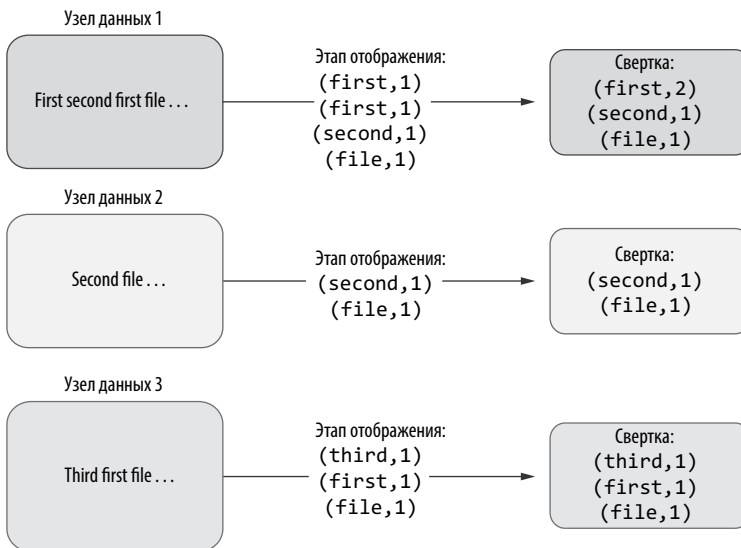 Узел данных 1
First second first file . . .
Этап отображения:
(first,1)
(first,1)
(second,1)
(file,1)
Свертка:
(first,2)
(second,1)
(file,1)
Узел данных 2
Second file . . .
Этап отображения:
(second,1)
(file,1)
Свертка:
(second,1)
(file,1)
Узел данных 3
Third first file . . .
Этап отображения:
(third,1)
(first,1)
(file,1)
Свертка:
(third,1)
(first,1)
(file,1)